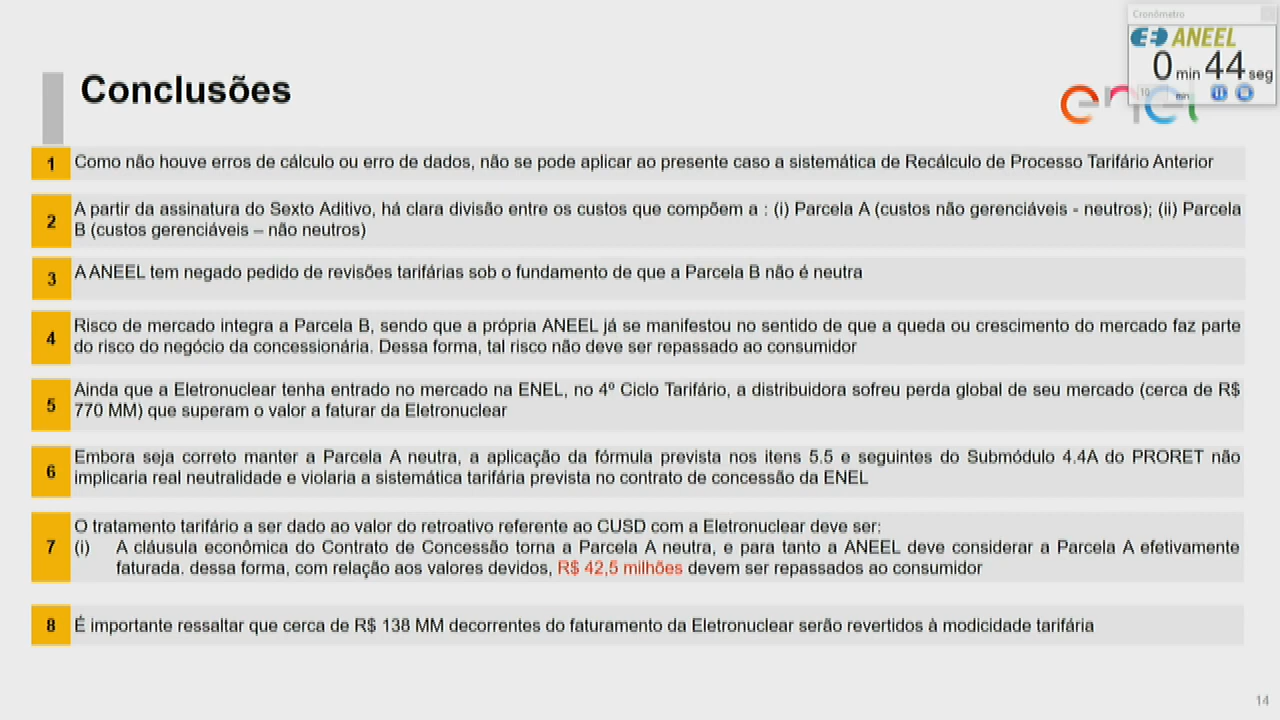 Cronômetro
ANEEL
0 min 44 seg
10
min
Conclusões
enel
1 Como não houve erros de cálculo ou erro de dados, não se pode aplicar ao presente caso a sistemática de Recálculo de Processo Tarifário Anterior
2 A partir da assinatura do Sexto Aditivo, há clara divisão entre os custos que compõem a : (i) Parcela A (custos não gerenciáveis - neutros); (ii) Parcela
B (custos gerenciáveis – não neutros)
3 A ANEEL tem negado pedido de revisões tarifárias sob o fundamento de que a Parcela B não é neutra
4 Risco de mercado integra a Parcela B, sendo que a própria ANEEL já se manifestou no sentido de que a queda ou crescimento do mercado faz parte
do risco do negócio da concessionária. Dessa forma, tal risco não deve ser repassado ao consumidor
5 Ainda que a Eletronuclear tenha entrado no mercado na ENEL, no 4º Ciclo Tarifário, a distribuidora sofreu perda global de seu mercado (cerca de R$
770 MM) que superam o valor a faturar da Eletronuclear
6 Embora seja correto manter a Parcela A neutra, a aplicação da fórmula prevista nos itens 5.5 e seguintes do Submódulo 4.4A do PRORET não
implicaria real neutralidade e violaria a sistemática tarifária prevista no contrato de concessão da ENEL
7 O tratamento tarifário a ser dado ao valor do retroativo referente ao CUSD com a Eletronuclear deve ser:
(i) A cláusula econômica do Contrato de Concessão torna a Parcela A neutra, e para tanto a ANEEL deve considerar a Parcela A efetivamente
faturada. dessa forma, com relação aos valores devidos, R$ 42,5 milhões devem ser repassados ao consumidor
8 É importante ressaltar que cerca de R$ 138 MM decorrentes do faturamento da Eletronuclear serão revertidos à modicidade tarifária
14